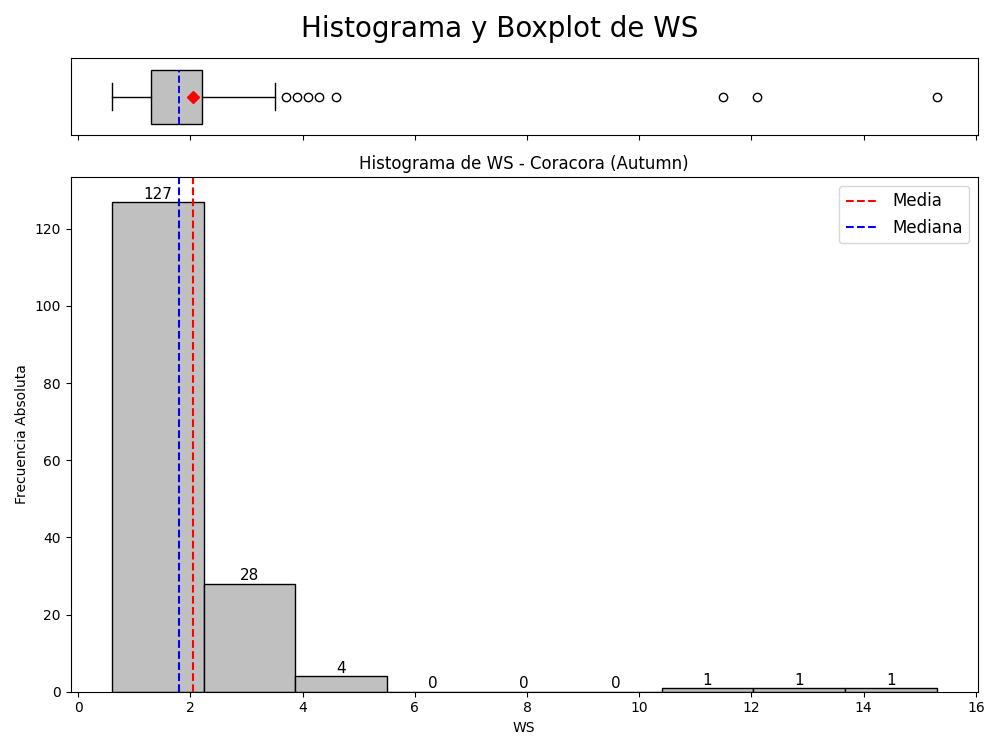 Histograma y Boxplot de WS
Histograma de WS - Coracora (Autumn)
127
Media
Mediana
120
100
80
60
40
20
0
Frecuencia Absoluta
28
4
0
0
0
1
1
1
0 2 4 6 8 10 12 14 16
WS